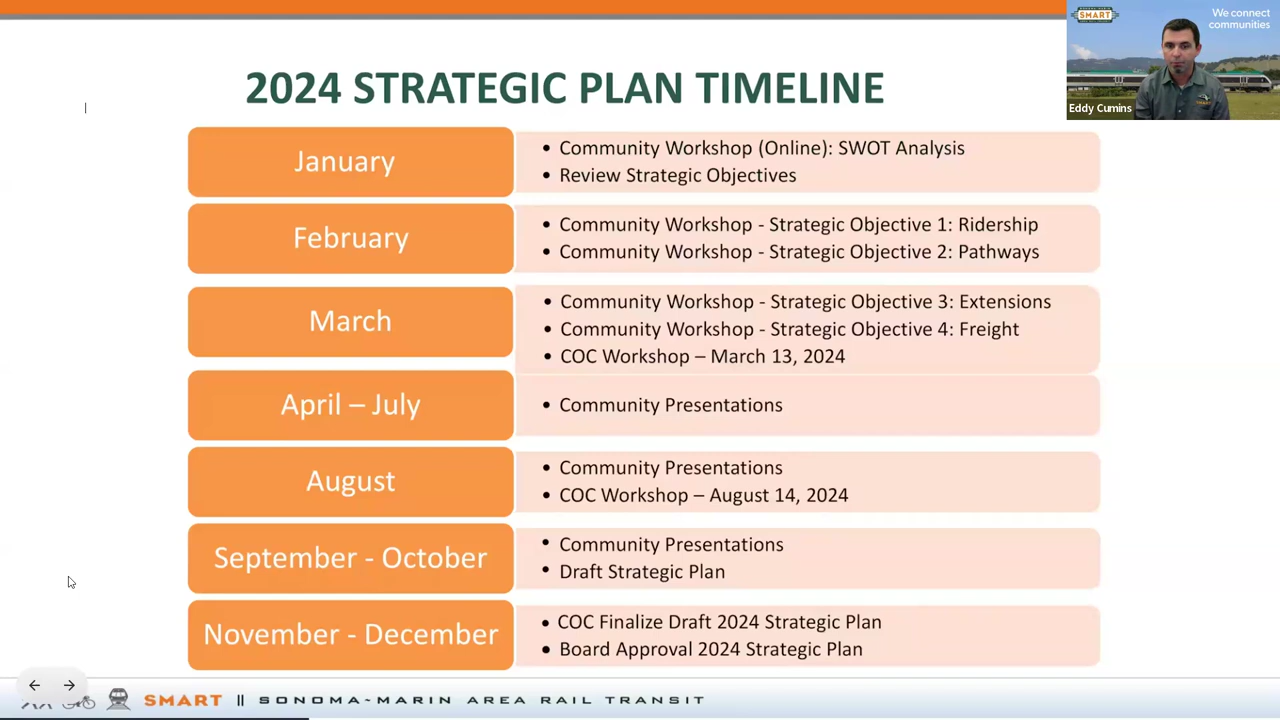 SMART
We connect
communities
Eddy Cumins
2024 STRATEGIC PLAN TIMELINE
January
• Community Workshop (Online): SWOT Analysis
• Review Strategic Objectives
February
• Community Workshop - Strategic Objective 1: Ridership
• Community Workshop - Strategic Objective 2: Pathways
March
• Community Workshop - Strategic Objective 3: Extensions
• Community Workshop - Strategic Objective 4: Freight
• COC Workshop – March 13, 2024
April – July
• Community Presentations
August
• Community Presentations
• COC Workshop – August 14, 2024
September - October
• Community Presentations
• Draft Strategic Plan
November - December
• COC Finalize Draft 2024 Strategic Plan
• Board Approval 2024 Strategic Plan
SMART || SONOMA-MARIN AREA RAIL TRANSIT